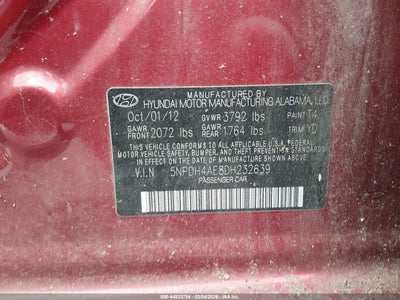 MANUFACTURED BY
HYUNDAI MOTOR MANUFACTURING ALABAMA, LLC
Oct/01/12 GVWR 3792 lbs PAINT T4
GAWR FRONT 2072 lbs GAWR REAR 1764 lbs TRIM YD
THIS VEHICLE CONFORMS TO ALL APPLICABLE
U.S. FEDERAL MOTOR VEHICLE SAFETY, BUMPER, AND
THEFT PREVENTION STANDARDS IN EFFECT ON THE
DATE OF MANUFACTURE SHOWN ABOVE.
V.I.N 5NPDH4AE8DH232639
PASSENGER CAR